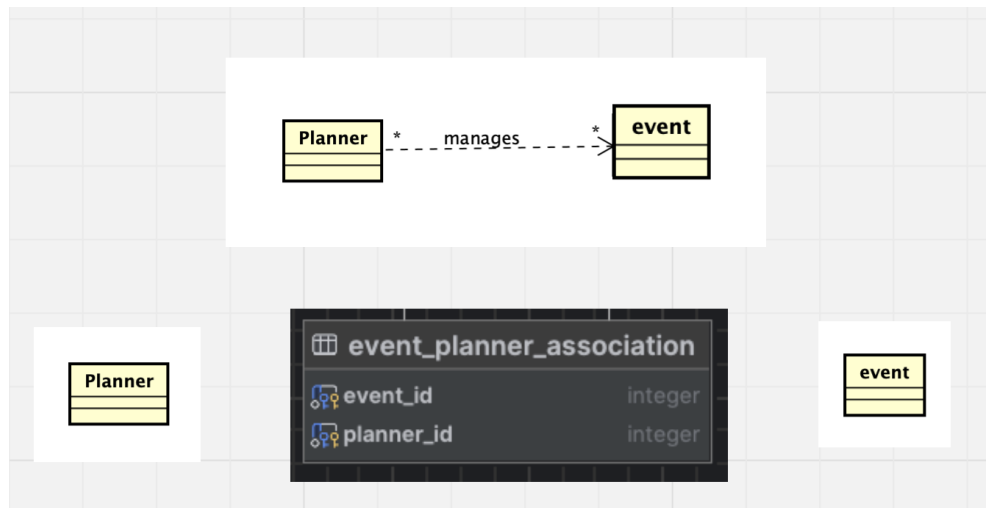 Planner * manages * event
event_planner_association
event_id integer
planner_id integer
Planner
event